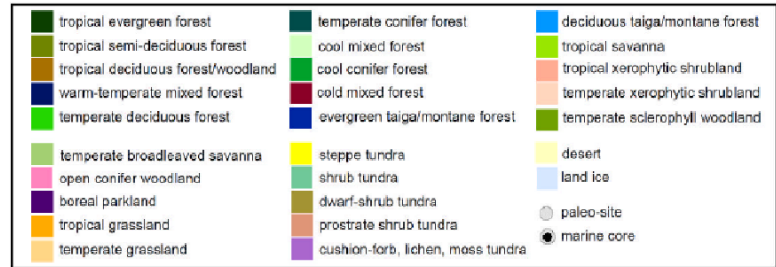 tropical evergreen forest
tropical semi-deciduous forest
tropical deciduous forest/woodland
warm-temperate mixed forest
temperate deciduous forest
temperate broadleaved savanna
open conifer woodland
boreal parkland
tropical grassland
temperate grassland
temperate conifer forest
cool mixed forest
cool conifer forest
cold mixed forest
evergreen taiga/montane forest
steppe tundra
shrub tundra
dwarf-shrub tundra
prostrate shrub tundra
cushion-forb, lichen, moss tundra
deciduous taiga/montane forest
tropical savanna
tropical xerophytic shrubland
temperate xerophytic shrubland
temperate sclerophyll woodland
desert
land ice
paleo-site
marine core